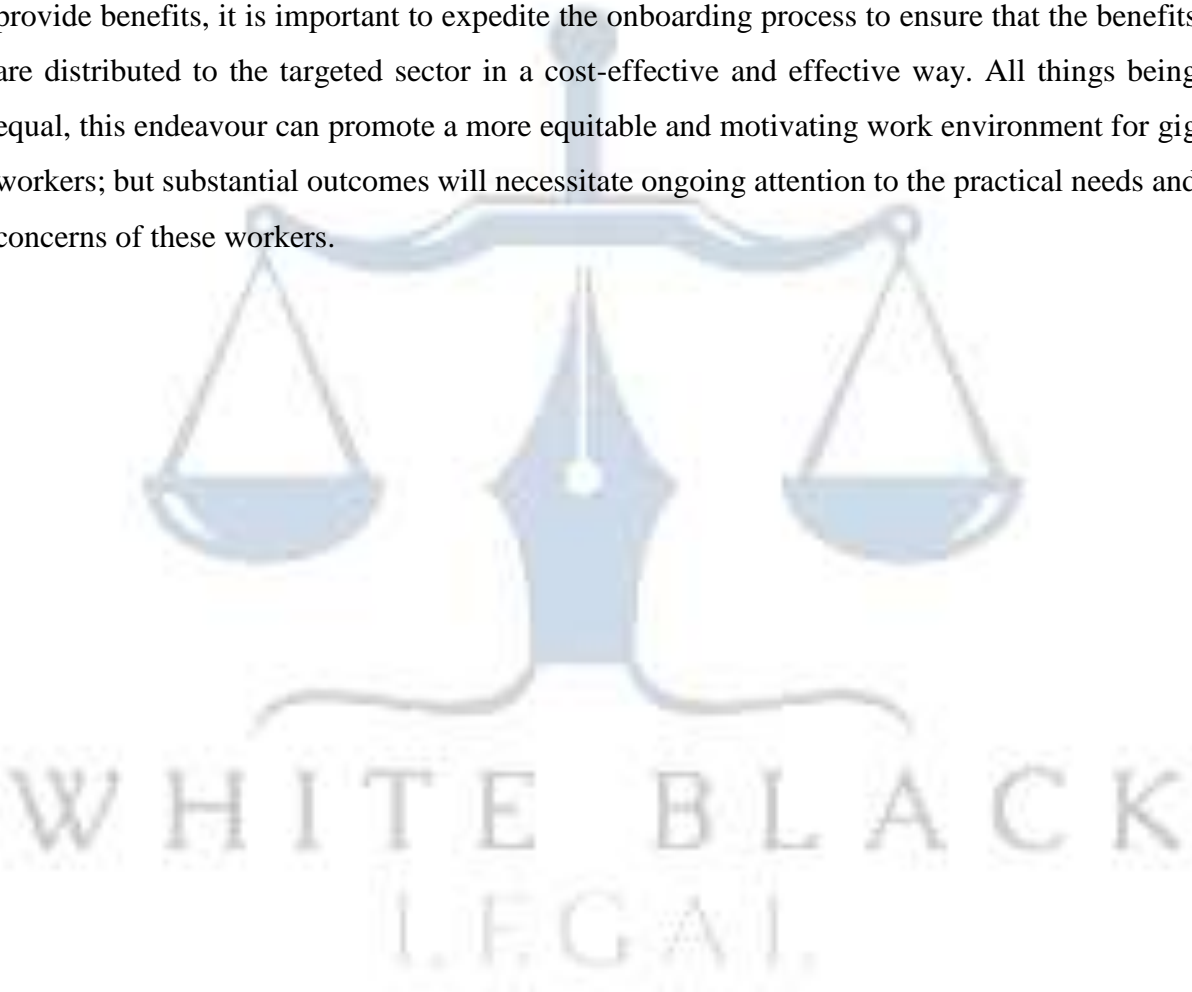 provide benefits, it is important to expedite the onboarding process to ensure that the benefits
are distributed to the targeted sector in a cost-effective and effective way. All things being
equal, this endeavour can promote a more equitable and motivating work environment for gig
workers; but substantial outcomes will necessitate ongoing attention to the practical needs and
concerns of these workers.
WHITE BLACK
LEGAL